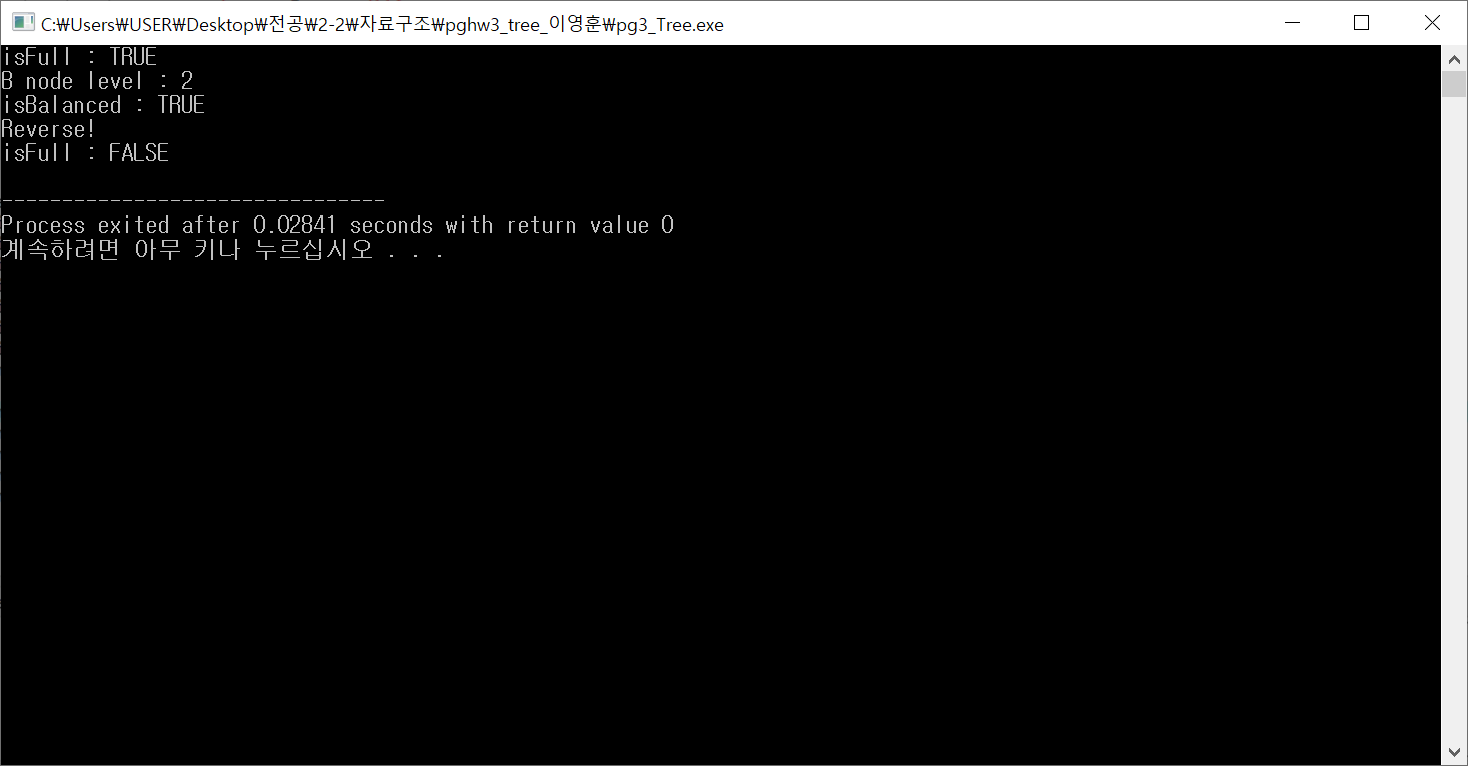 C:₩Users₩USER₩Desktop₩전공₩2-2₩자료구조₩pghw3_tree_이영훈₩pg3_Tree.exe
isFull : TRUE
B node level : 2
isBalanced : TRUE
Reverse!
isFull : FALSE
--------------------------------
Process exited after 0.02841 seconds with return value 0
계속하려면 아무 키나 누르십시오 . . .